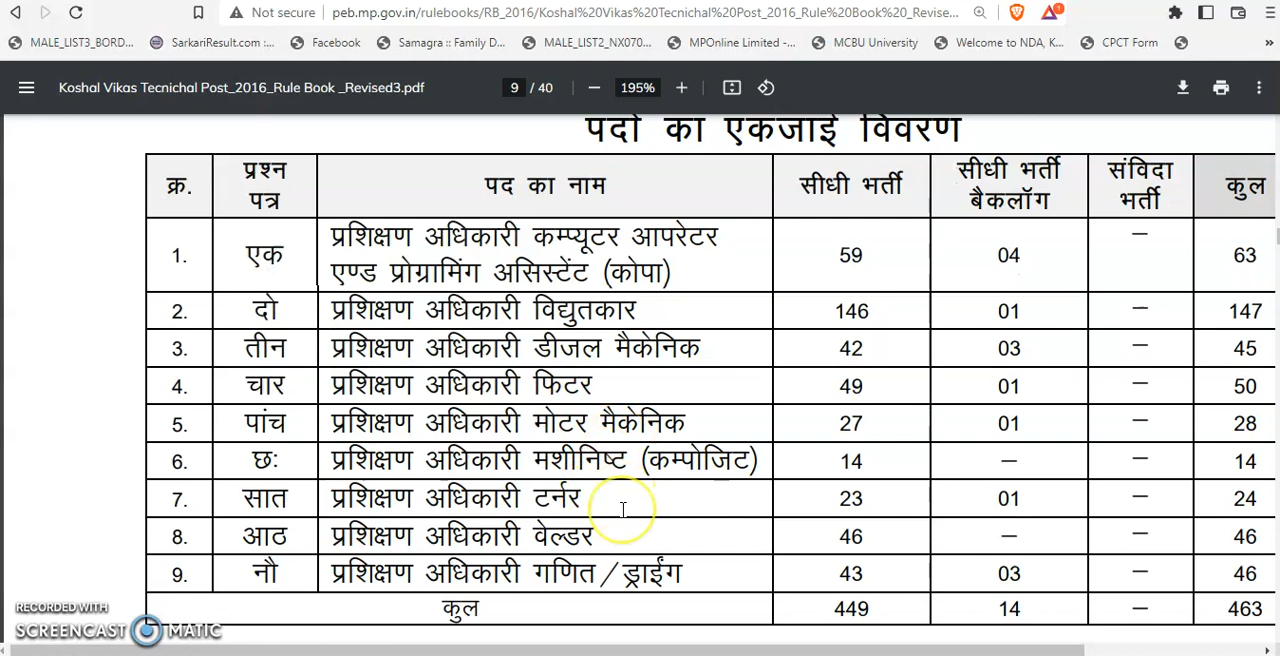 Not secure | peb.mp.gov.in/rulebooks/RB_2016/Koshal%20Vikas%20Tecnichal%20Post_2016_Rule%20Book%20_Revise...
1
MALE_LIST3_BORD... SarkariResult.com :... Facebook Samagra :: Family D... MALE_LIST2_NX070... MPOnline Limited -... MCBU University Welcome to NDA, K... CPCT Form »
Koshal Vikas Tecnichal Post_2016_Rule Book _Revised3.pdf 9 / 40 — 195% +
पदों का एकजाई विवरण
क्र. प्रश्न पत्र पद का नाम सीधी भर्ती सीधी भर्ती बैकलॉग संविदा भर्ती कुल
1. एक प्रशिक्षण अधिकारी कम्प्यूटर आपरेटर एण्ड प्रोग्रामिंग असिस्टेंट (कोपा) 59 04 – 63
2. दो प्रशिक्षण अधिकारी विद्युतकार 146 01 – 147
3. तीन प्रशिक्षण अधिकारी डीजल मैकेनिक 42 03 – 45
4. चार प्रशिक्षण अधिकारी फिटर 49 01 – 50
5. पांच प्रशिक्षण अधिकारी मोटर मैकेनिक 27 01 – 28
6. छः प्रशिक्षण अधिकारी मशीनिष्ट (कम्पोजिट) 14 – – 14
7. सात प्रशिक्षण अधिकारी टर्नर 23 01 – 24
8. आठ प्रशिक्षण अधिकारी वेल्डर 46 – – 46
9. नौ प्रशिक्षण अधिकारी गणित/ड्राईंग 43 03 – 46
कुल 449 14 – 463
RECORDED WITH
SCREENCAST MATIC